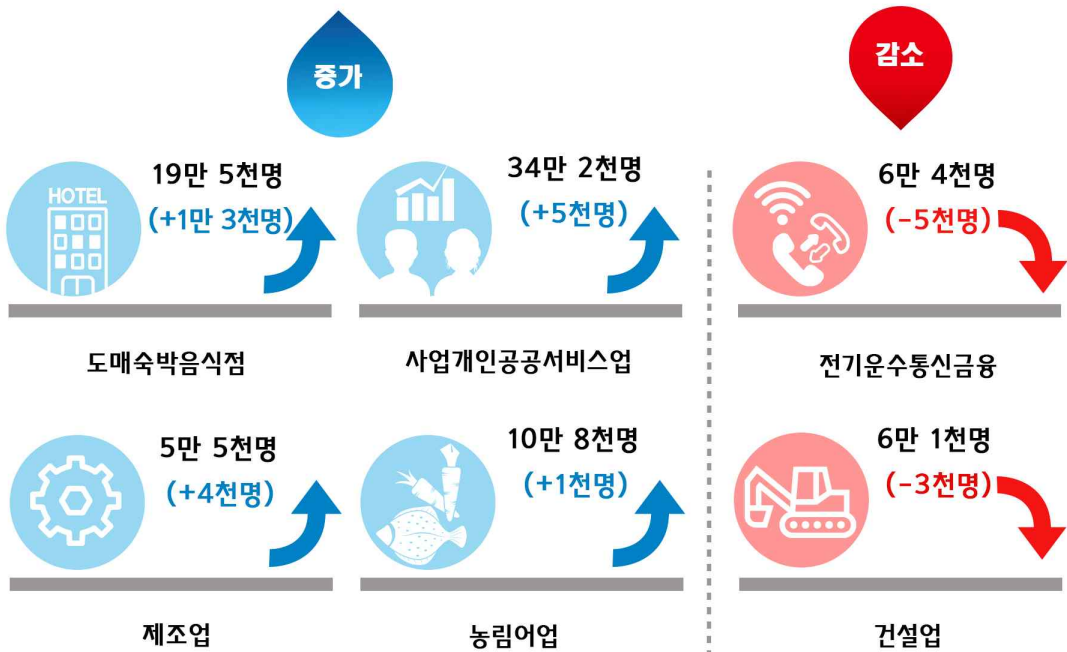 증가
감소
HOTEL
19만 5천명
(+1만 3천명)
도매숙박음식점
34만 2천명
(+5천명)
사업개인공공서비스업
6만 4천명
(-5천명)
전기운수통신금융
5만 5천명
(+4천명)
제조업
10만 8천명
(+1천명)
농림어업
6만 1천명
(-3천명)
건설업